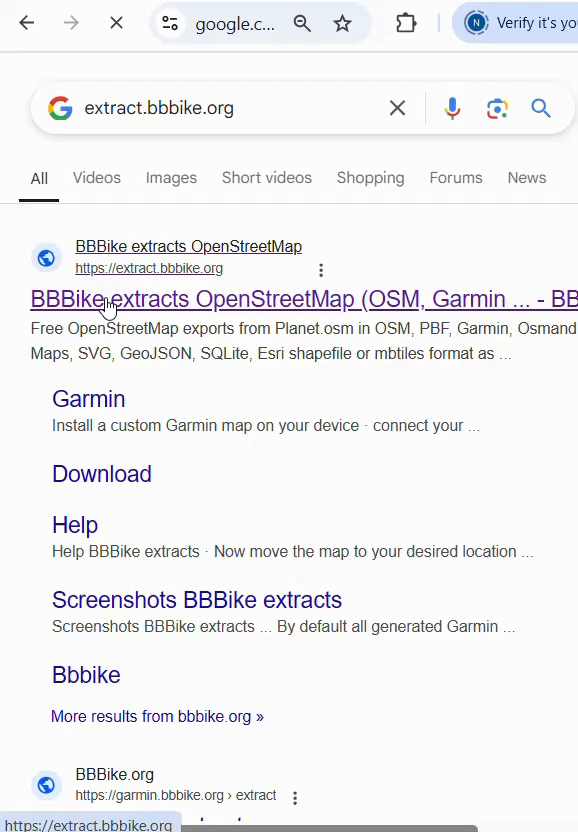 google.c...
N
Verify it's yo
extract.bbbike.org
All
Videos
Images
Short videos
Shopping
Forums
News
BBBike extracts OpenStreetMap
https://extract.bbbike.org
BBBike extracts OpenStreetMap (OSM, Garmin ... - BB
Free OpenStreetMap exports from Planet.osm in OSM, PBF, Garmin, Osmand
Maps, SVG, GeoJSON, SQLite, Esri shapefile or mbtiles format as ...
Garmin
Install a custom Garmin map on your device · connect your ...
Download
Help
Help BBBike extracts · Now move the map to your desired location ...
Screenshots BBBike extracts
Screenshots BBBike extracts ... By default all generated Garmin ...
Bbbike
More results from bbbike.org »
BBBike.org
https://garmin.bbbike.org › extract
https://extract.bbbike.org